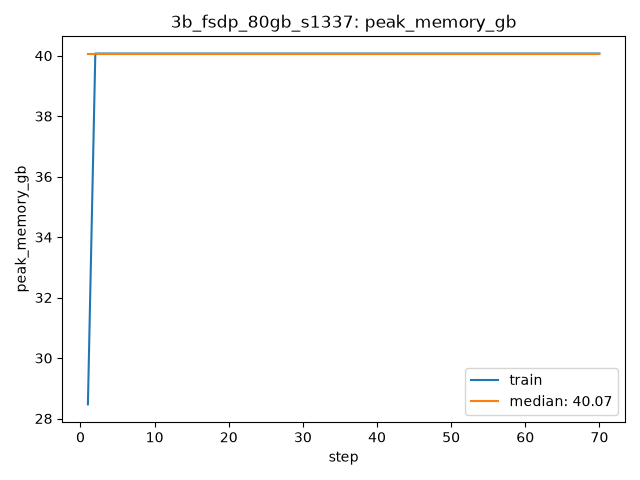 3b_fsdp_80gb_s1337: peak_memory_gb
peak_memory_gb
40
38
36
34
32
30
28
0 10 20 30 40 50 60 70
step
train
median: 40.07